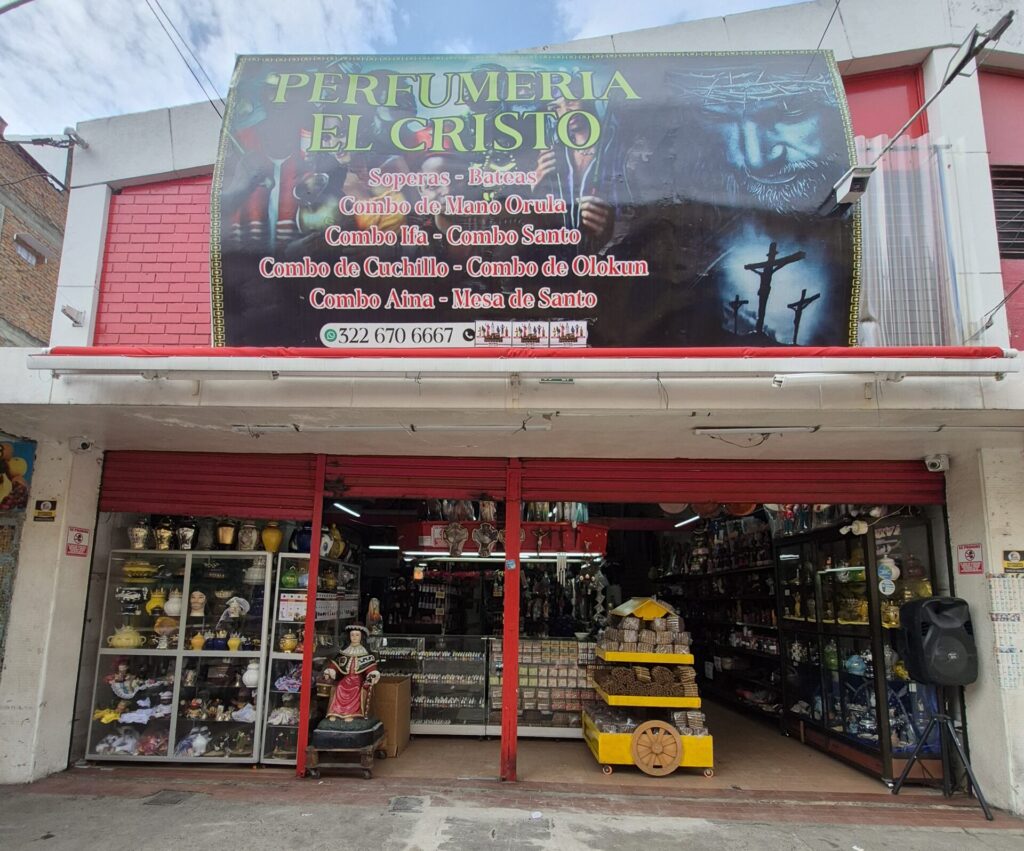 PERFUMERIA
EL CRISTO
Soperas - Bateas
Combo de Mano Orula
Combo Ifa - Combo Santo
Combo de Cuchillo - Combo de Olokun
Combo Aina - Mesa de Santo
322 670 6667